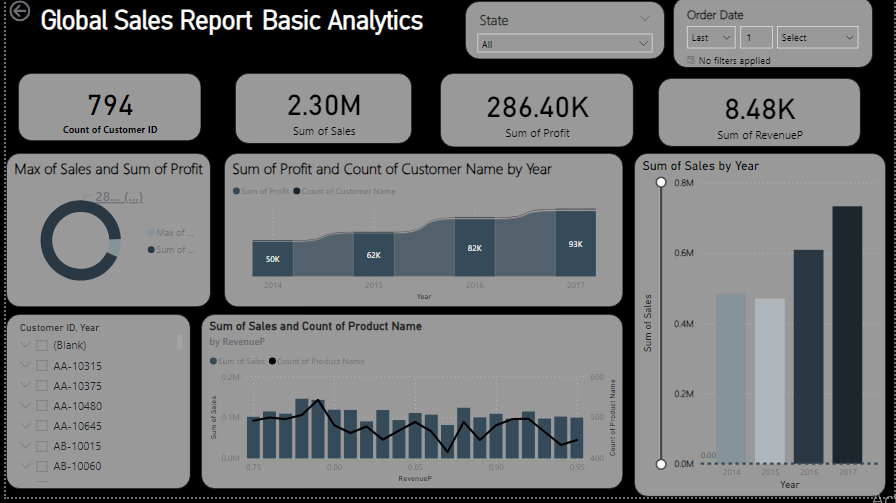 Global Sales Report Basic Analytics
State
All
Order Date
Last
1
Select
No filters applied
794
Count of Customer ID
2.30M
Sum of Sales
286.40K
Sum of Profit
8.48K
Sum of RevenueP
Max of Sales and Sum of Profit
28... (...)
Max of ...
Sum of ...
Sum of Profit and Count of Customer Name by Year
Sum of Profit
Count of Customer Name
50K
62K
82K
93K
2014
2015
2016
2017
Year
Sum of Sales by Year
0.8M
0.6M
0.4M
0.2M
0.0M
Sum of Sales
0.00
2014
2015
2016
2017
Year
Customer ID, Year
(Blank)
AA-10315
AA-10375
AA-10480
AA-10645
AB-10015
AB-10060
Sum of Sales and Count of Product Name
by RevenueP
Sum of Sales
Count of Product Name
0.2M
0.1M
0.0M
Sum of Sales
600
500
400
Count of Product Name
0.75
0.80
0.85
0.90
0.95
RevenueP